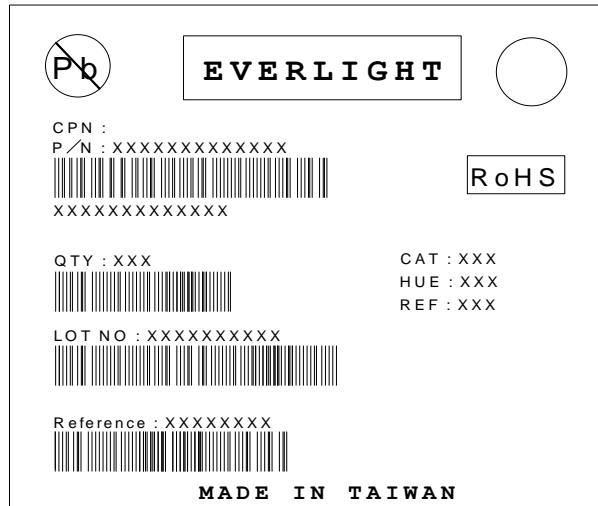 Pb
EVERLIGHT
CPN :
P/N : XXXXXXXXXXXXX
RoHS
XXXXXXXXXXXXX
QTY : XXX
CAT : XXX
HUE : XXX
REF : XXX
LOT NO : XXXXXXXXXX
Reference : XXXXXXXX
MADE IN TAIWAN